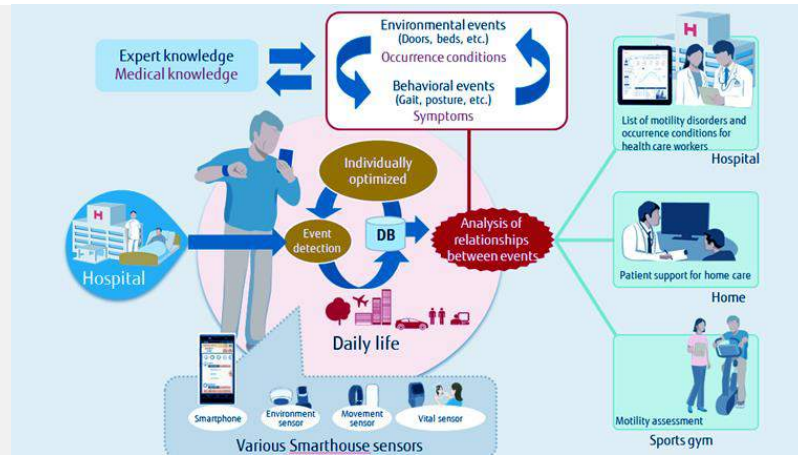 Environmental events
(Doors, beds, etc.)
Occurrence conditions
Behavioral events
(Gait, posture, etc.)
Symptoms
Expert knowledge
Medical knowledge
H
List of motility disorders and
occurrence conditions for
health care workers
Hospital
Individually
optimized
Event
detection
DB
Analysis of
relationships
between events
H
Hospital
Daily life
Patient support for home care
Home
Smartphone
Environment
sensor
Movement
sensor
Vital sensor
Various Smarthouse sensors
Motility assessment
Sports gym